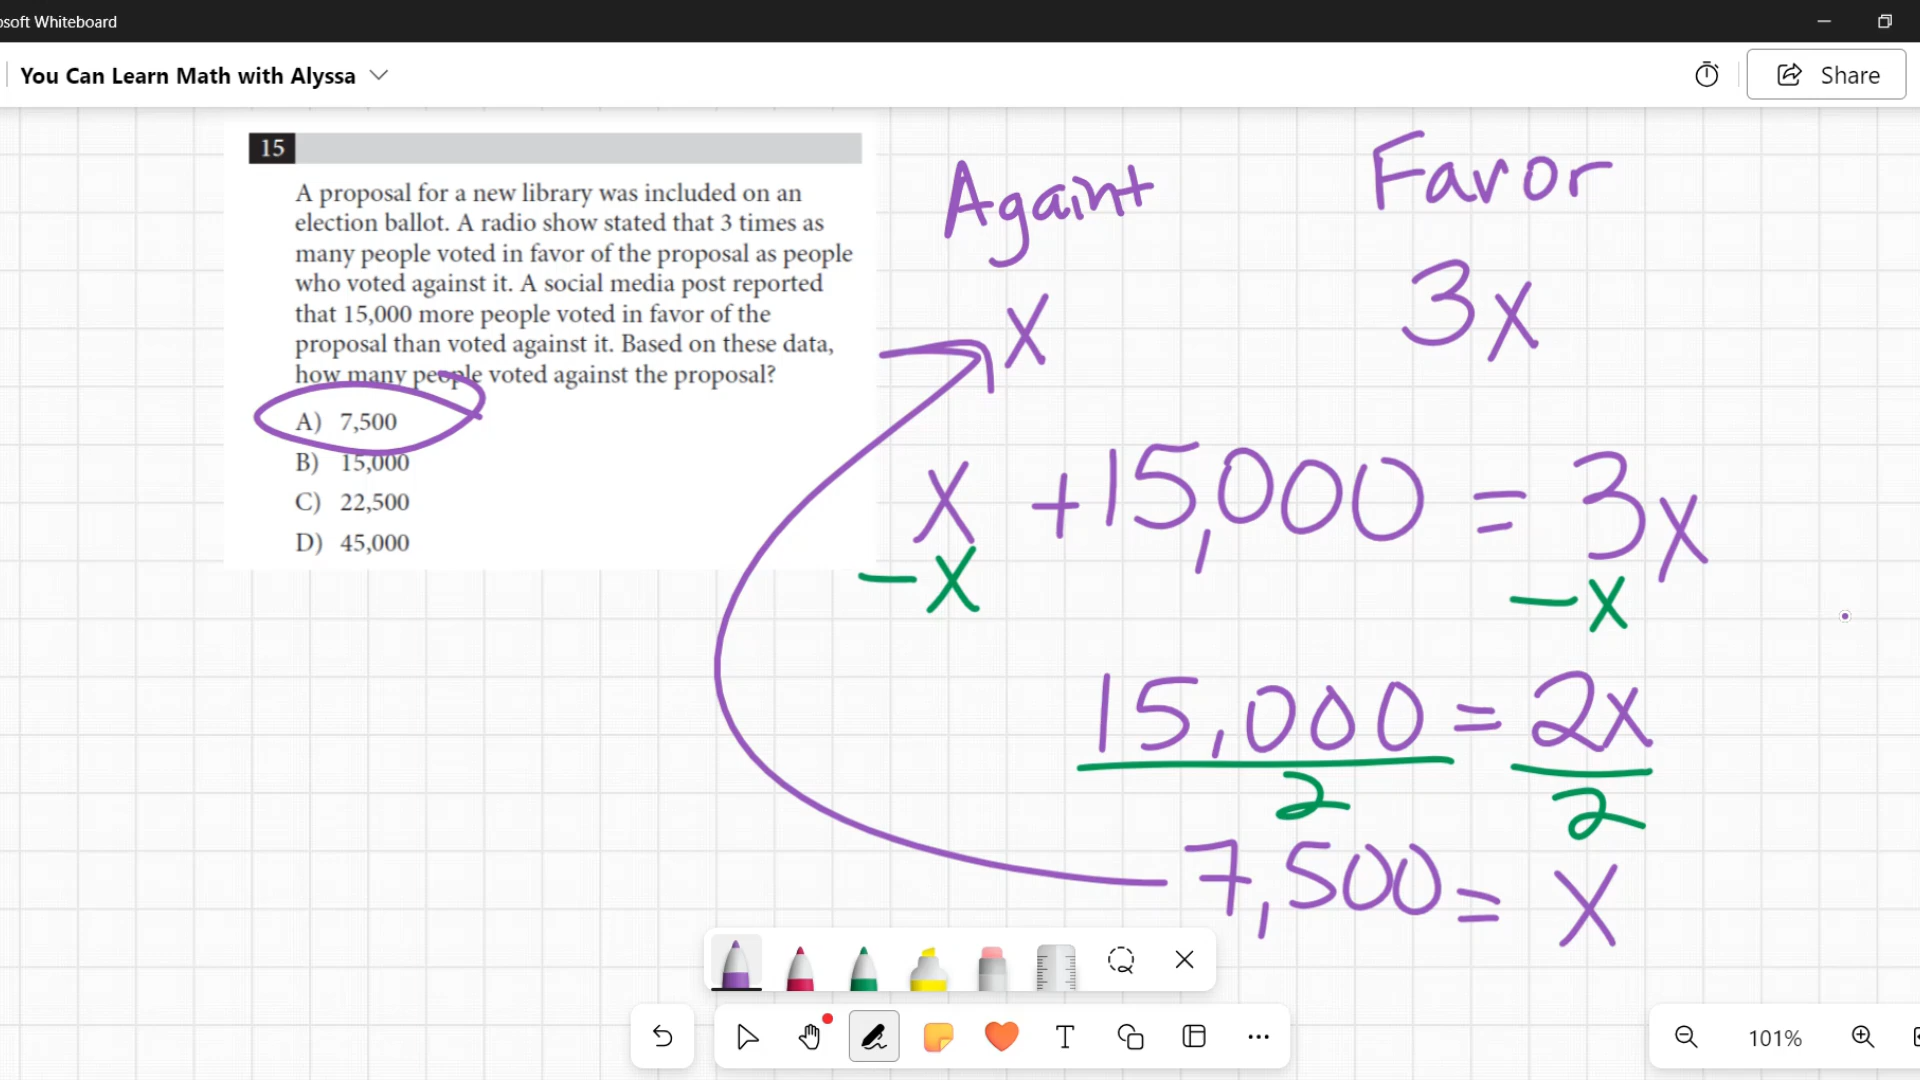 osoft Whiteboard
You Can Learn Math with Alyssa
Share
15
A proposal for a new library was included on an
election ballot. A radio show stated that 3 times as
many people voted in favor of the proposal as people
who voted against it. A social media post reported
that 15,000 more people voted in favor of the
proposal than voted against it. Based on these data,
how many people voted against the proposal?
A) 7,500
B) 15,000
C) 22,500
D) 45,000
Againt
Favor
x
3x
x +15,000 = 3x
-x -x
15,000 = 2x
2 2
7,500 = x
T
101%